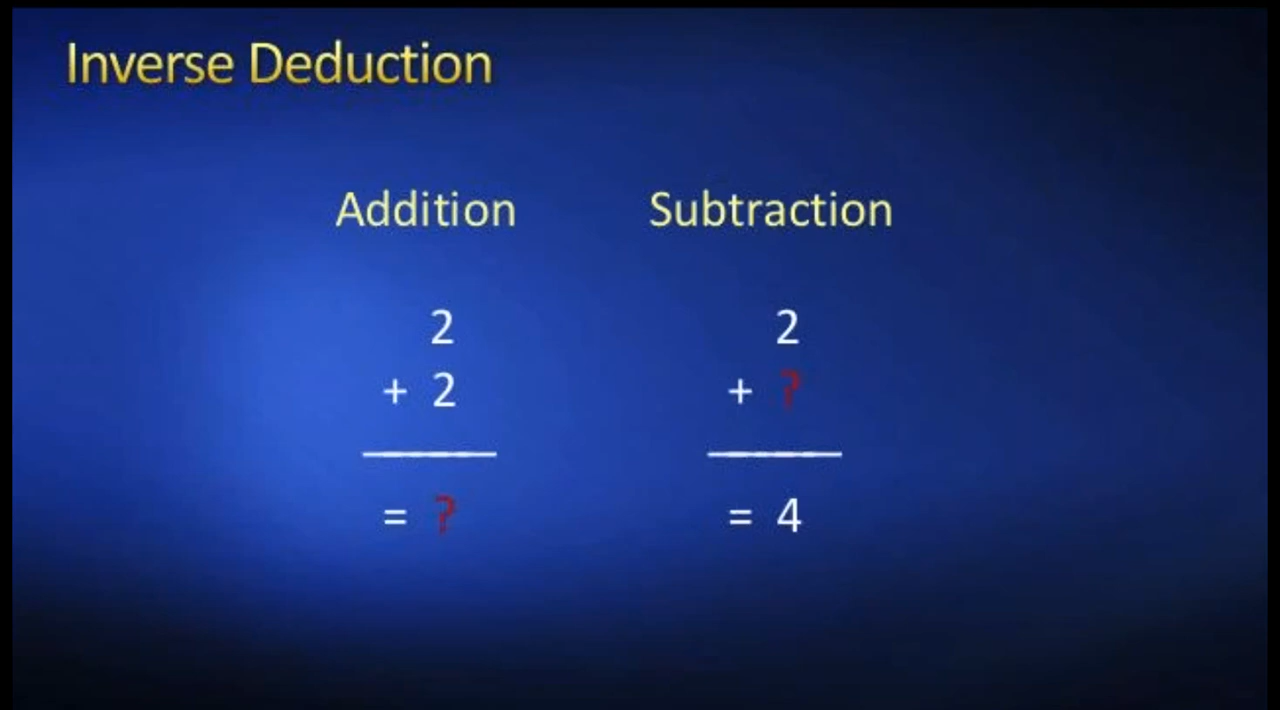 Inverse Deduction
Addition
2
+ 2
= ?
Subtraction
2
+ ?
= 4